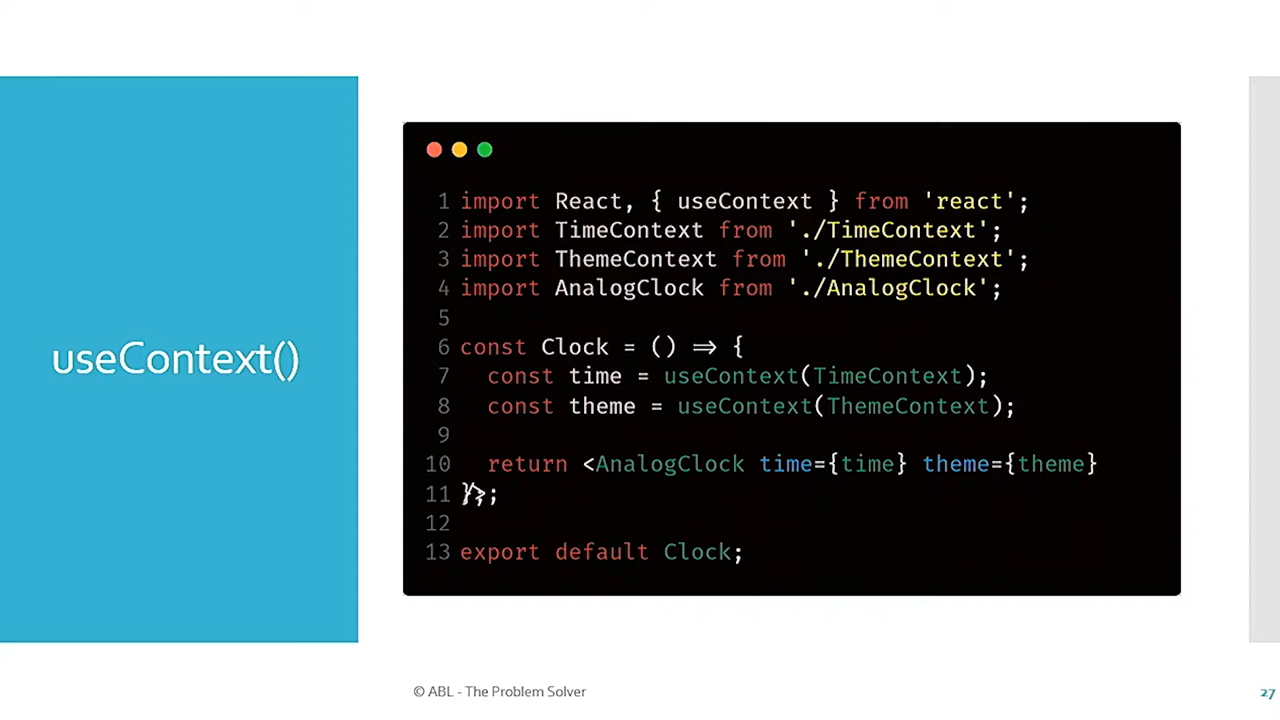 useContext()
1 import React, { useContext } from 'react';
2 import TimeContext from './TimeContext';
3 import ThemeContext from './ThemeContext';
4 import AnalogClock from './AnalogClock';
5
6 const Clock = () => {
7 const time = useContext(TimeContext);
8 const theme = useContext(ThemeContext);
9
10 return <AnalogClock time={time} theme={theme}
11 };
12
13 export default Clock;
© ABL - The Problem Solver
27